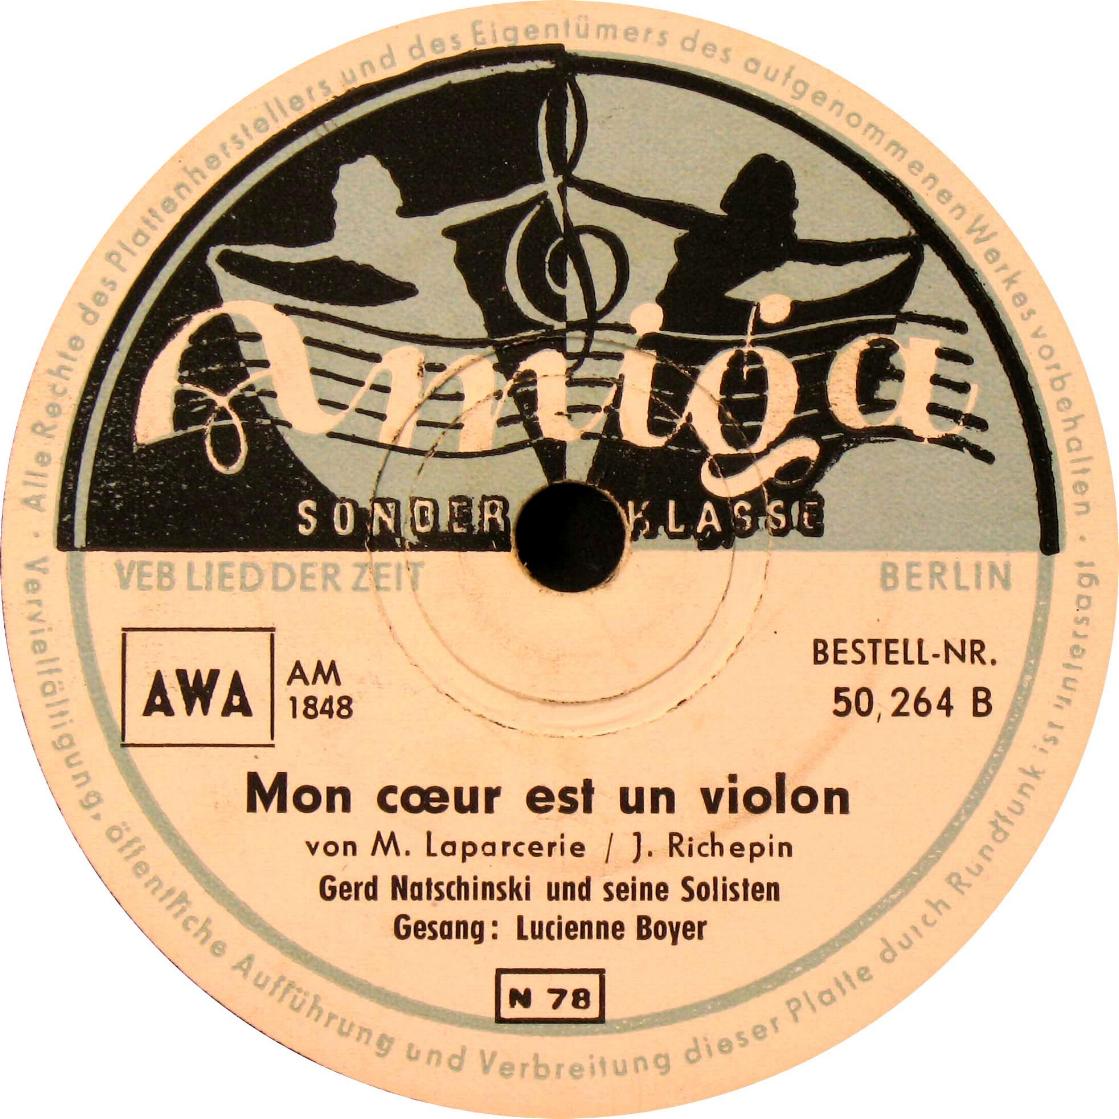 Alle Rechte des Plattenherstellers und des Eigentümers des aufgenommenen Werkes vorbehalten ·
Amiga
SONDER KLASSE
VEB LIED DER ZEIT BERLIN
AWA
AM
1848
BESTELL-NR.
50,264 B
Mon cœur est un violon
von M. Laparcerie / J. Richepin
Gerd Natschinski und seine Solisten
Gesang: Lucienne Boyer
N 78
Vervielfältigung, öffentliche Aufführung und Verbreitung dieser Platte durch Rundfunk ist untersagt ·